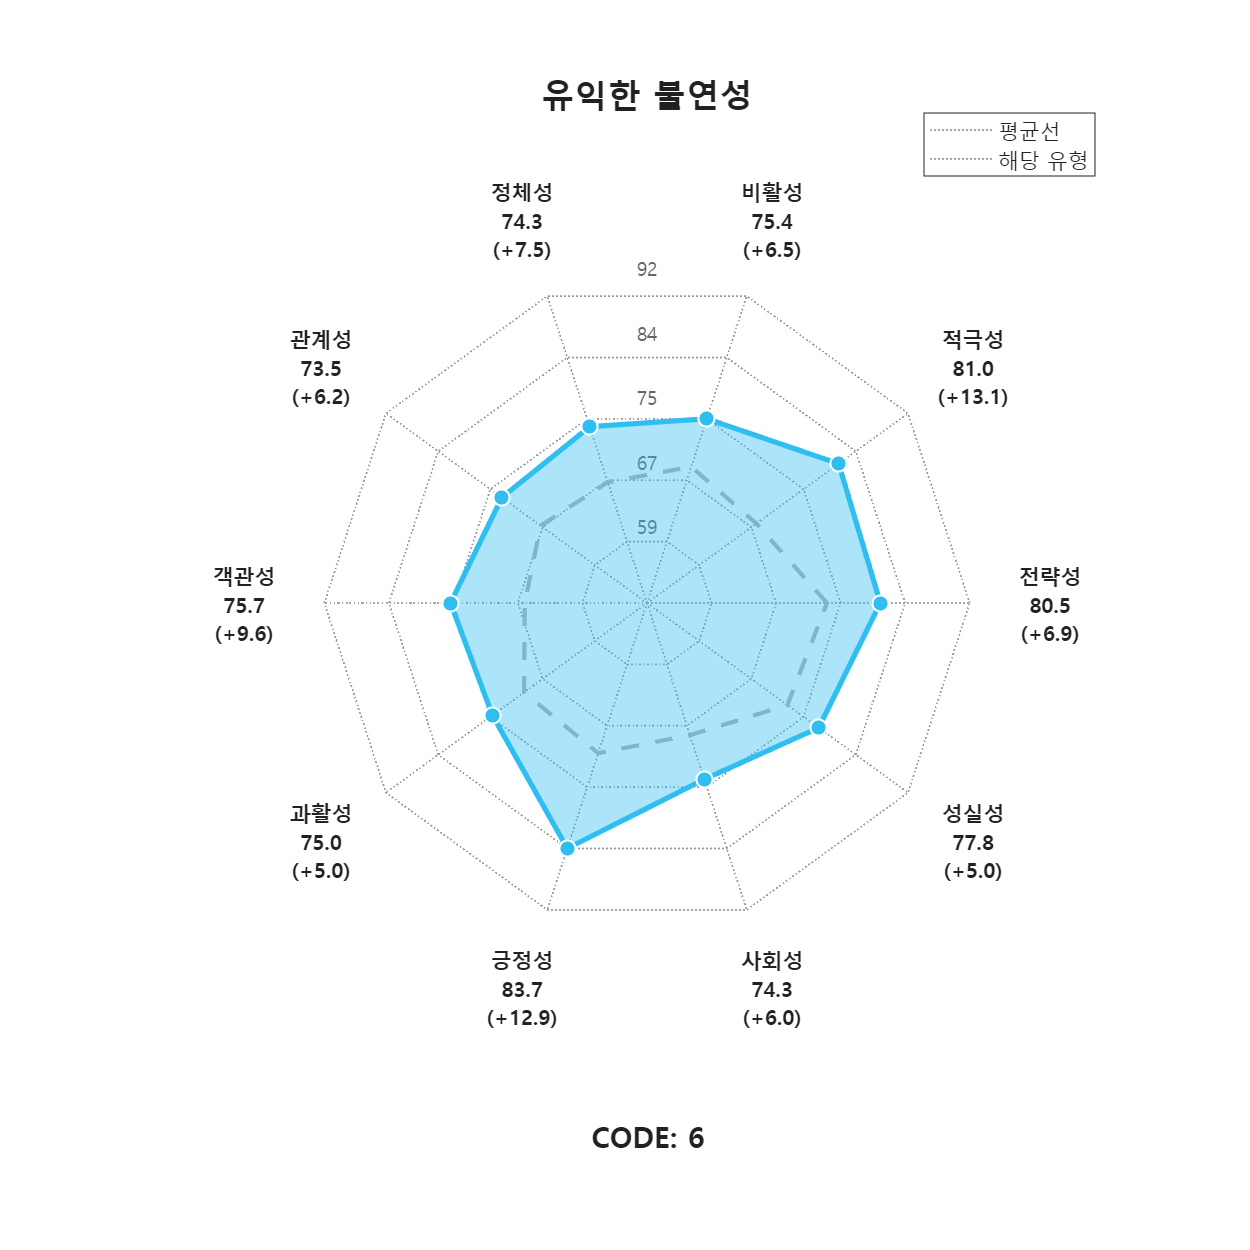 유익한 불연성
평균선
해당 유형
정체성
74.3
(+7.5)
비활성
75.4
(+6.5)
92
84
75
67
59
관계성
73.5
(+6.2)
적극성
81.0
(+13.1)
객관성
75.7
(+9.6)
전략성
80.5
(+6.9)
과활성
75.0
(+5.0)
성실성
77.8
(+5.0)
긍정성
83.7
(+12.9)
사회성
74.3
(+6.0)
CODE: 6